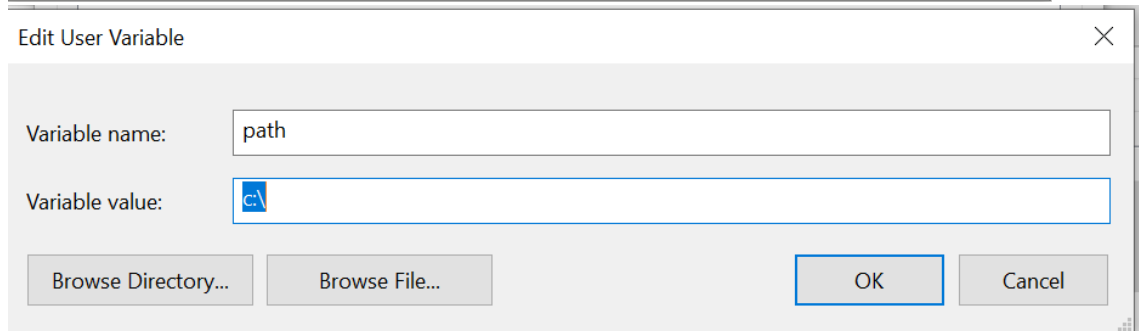 Edit User Variable
Variable name:
path
Variable value:
c:\
Browse Directory...
Browse File...
OK
Cancel